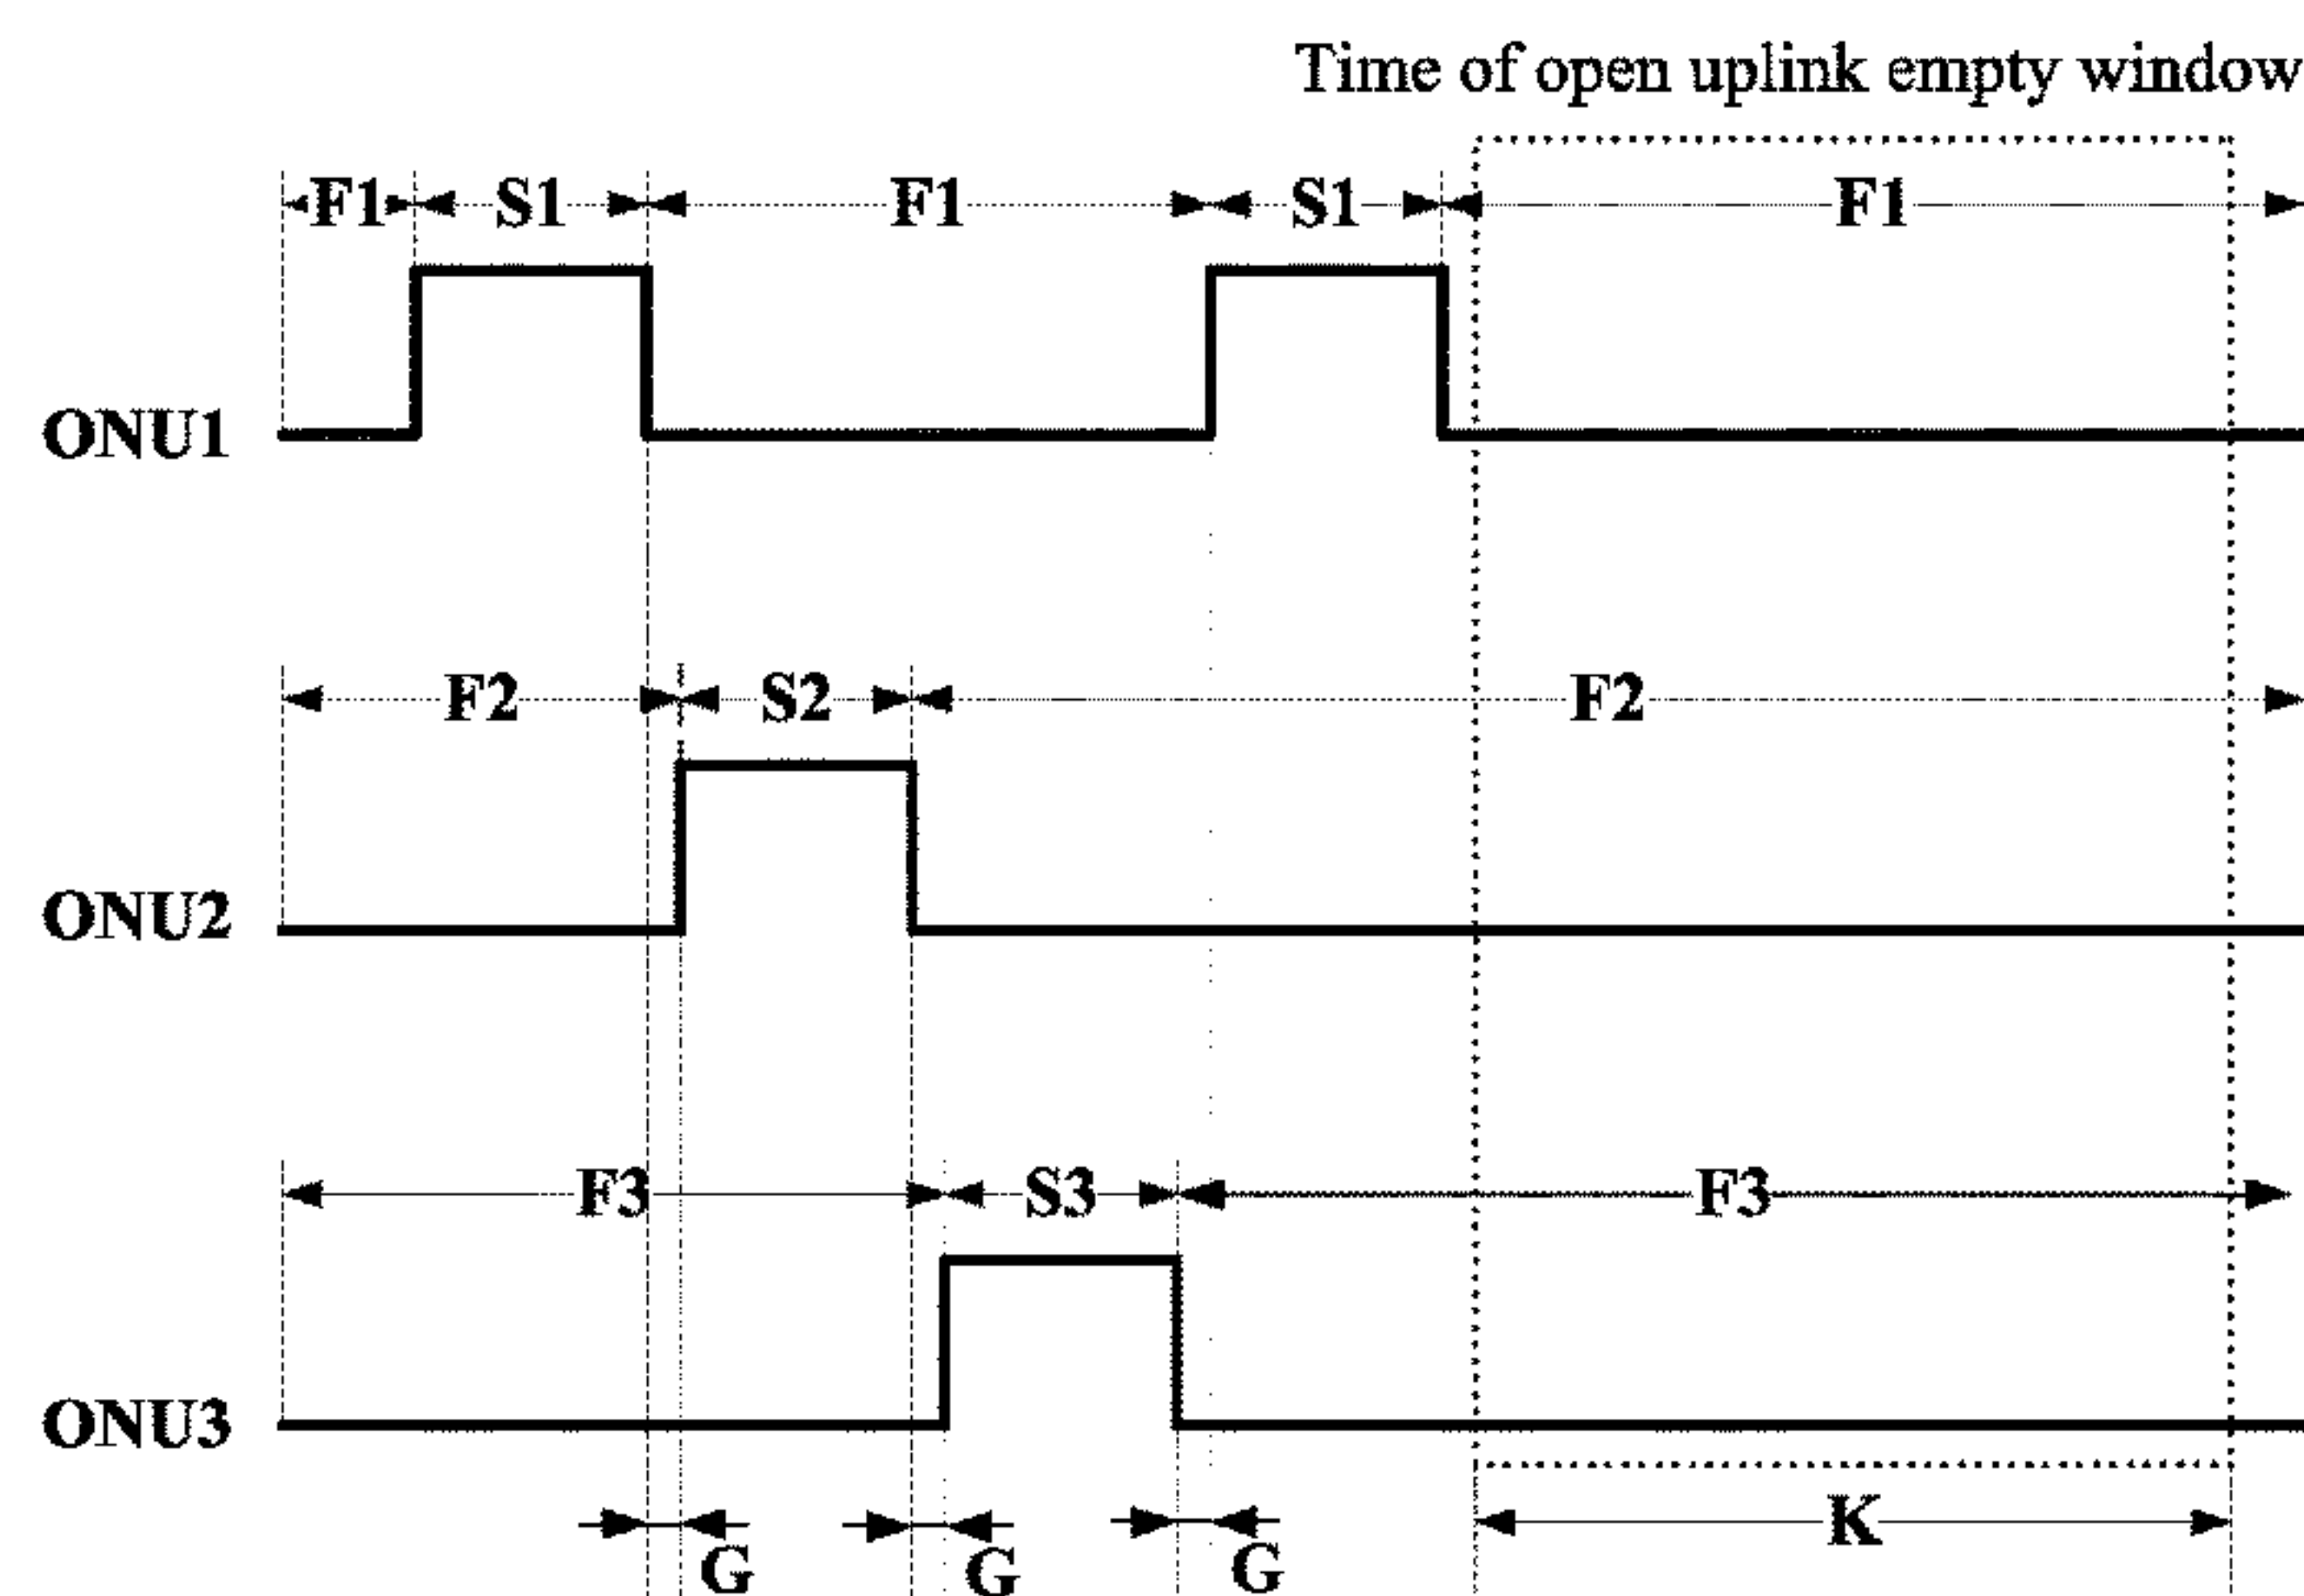 Time of open uplink empty window
F1 S1 F1 S1 F1
ONU1
F2 S2 F2
ONU2
F3 S3 F3
ONU3
K
G G G